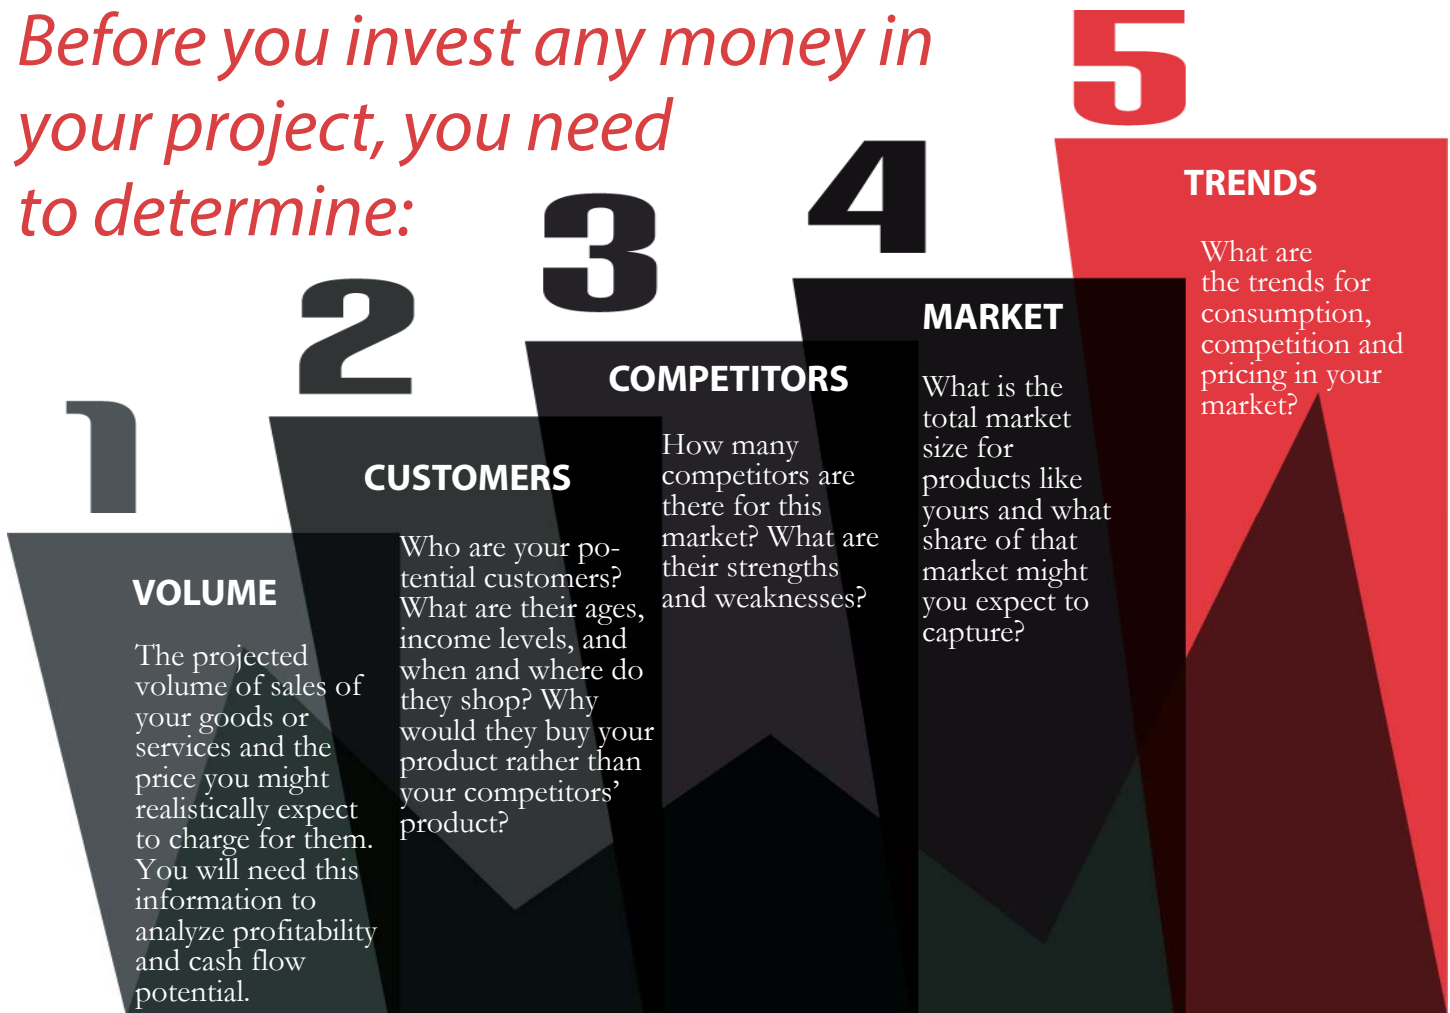 Before you invest any money in
your project, you need
to determine:
1
VOLUME
The projected
volume of sales of
your goods or
services and the
price you might
realistically expect
to charge for them.
You will need this
information to
analyze profitability
and cash flow
potential.
2
CUSTOMERS
Who are your po-
tential customers?
What are their ages,
income levels, and
when and where do
they shop? Why
would they buy your
product rather than
your competitors’
product?
3
COMPETITORS
How many
competitors are
there for this
market? What are
their strengths
and weaknesses?
4
MARKET
What is the
total market
size for
products like
yours and what
share of that
market might
you expect to
capture?
5
TRENDS
What are
the trends for
consumption,
competition and
pricing in your
market?